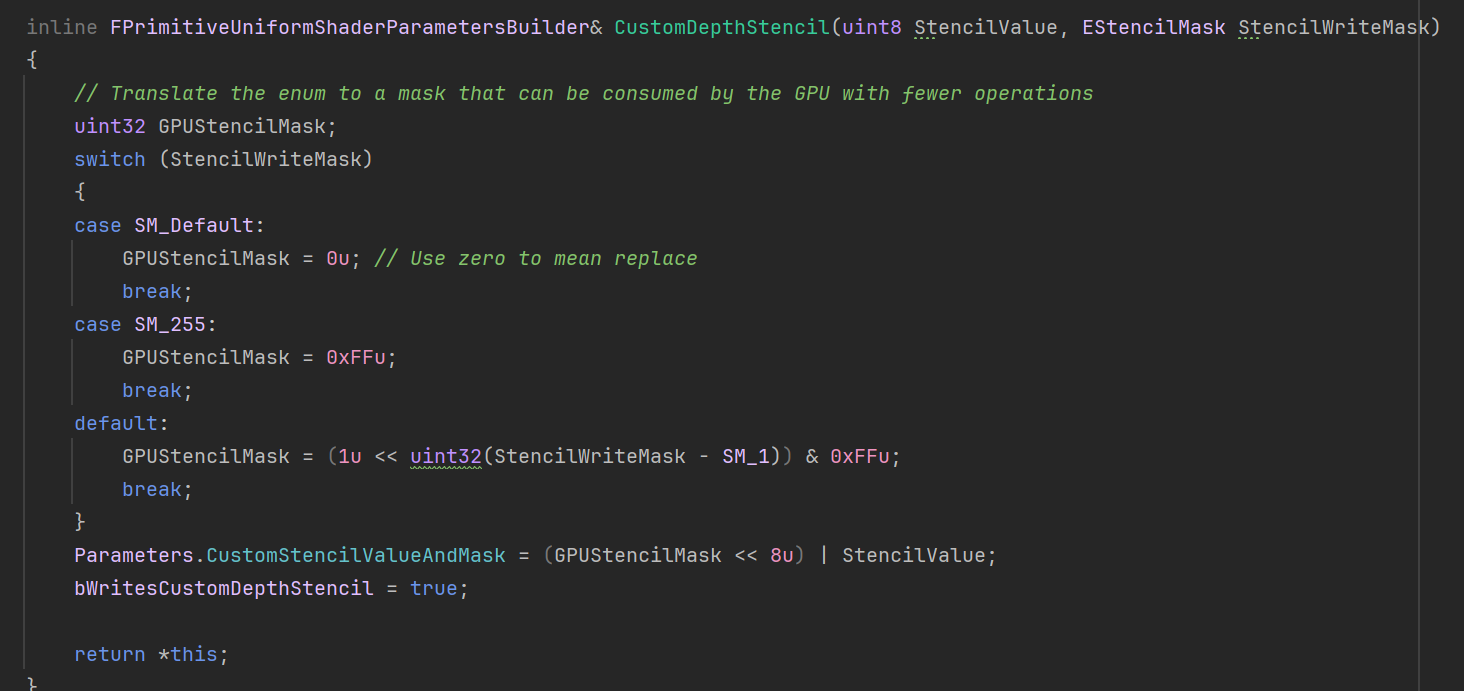 inline FPrimitiveUniformShaderParametersBuilder& CustomDepthStencil(uint8 StencilValue, EStencilMask StencilWriteMask)
{
// Translate the enum to a mask that can be consumed by the GPU with fewer operations
uint32 GPUStencilMask;
switch (StencilWriteMask)
{
case SM_Default:
GPUStencilMask = 0u; // Use zero to mean replace
break;
case SM_255:
GPUStencilMask = 0xFFu;
break;
default:
GPUStencilMask = (1u << uint32(StencilWriteMask - SM_1)) & 0xFFu;
break;
}
Parameters.CustomStencilValueAndMask = (GPUStencilMask << 8u) | StencilValue;
bWritesCustomDepthStencil = true;
return *this;
}